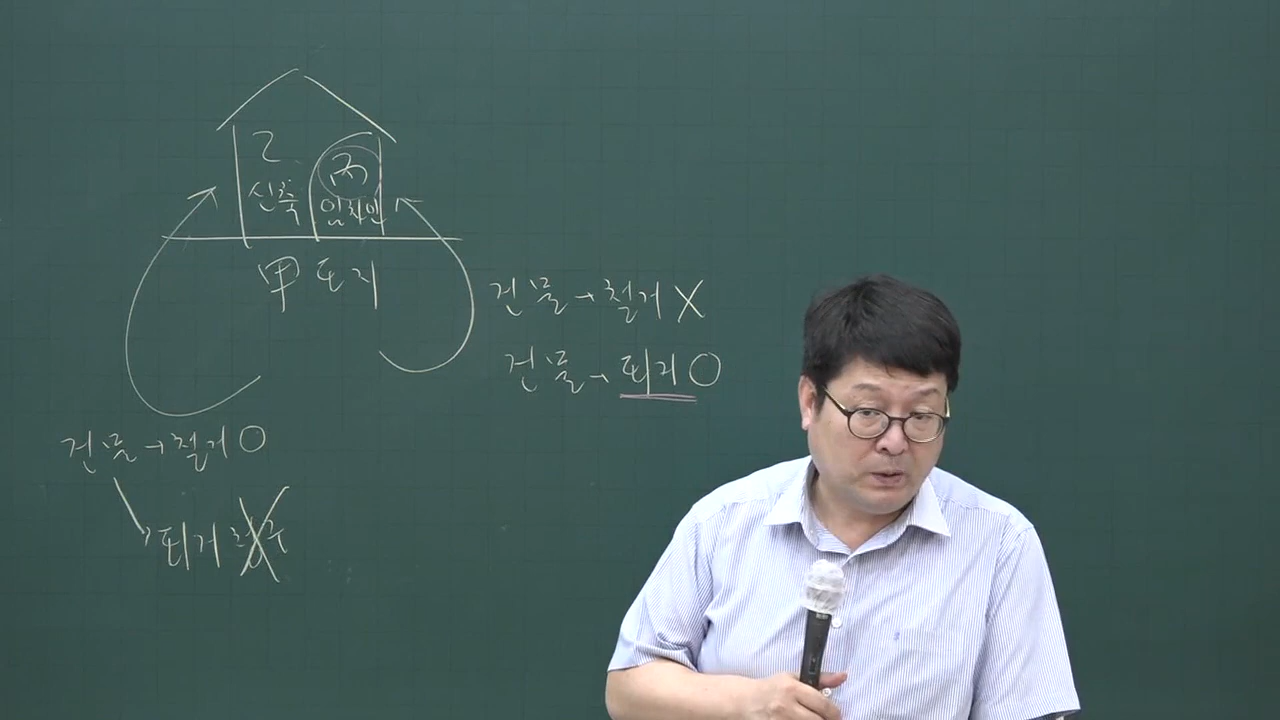 乙 丙
신축 임차인
甲 토지
건물→철거 X
건물→퇴거 O
건물→철거 O
→퇴거 청구